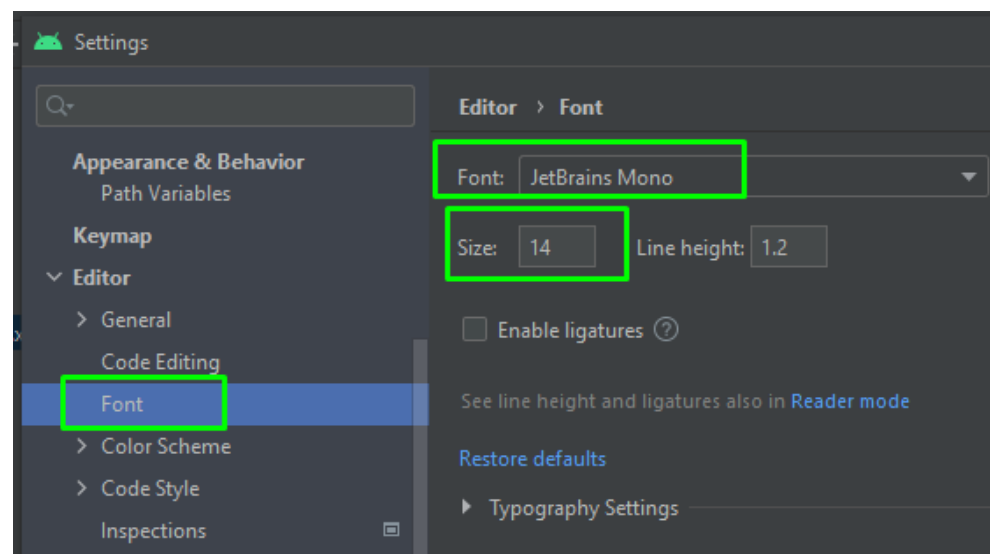 Settings
Appearance & Behavior
Path Variables
Keymap
Editor
General
Code Editing
Font
Color Scheme
Code Style
Inspections
Editor › Font
Font: JetBrains Mono
Size: 14 Line height: 1.2
Enable ligatures ?
See line height and ligatures also in Reader mode
Restore defaults
Typography Settings